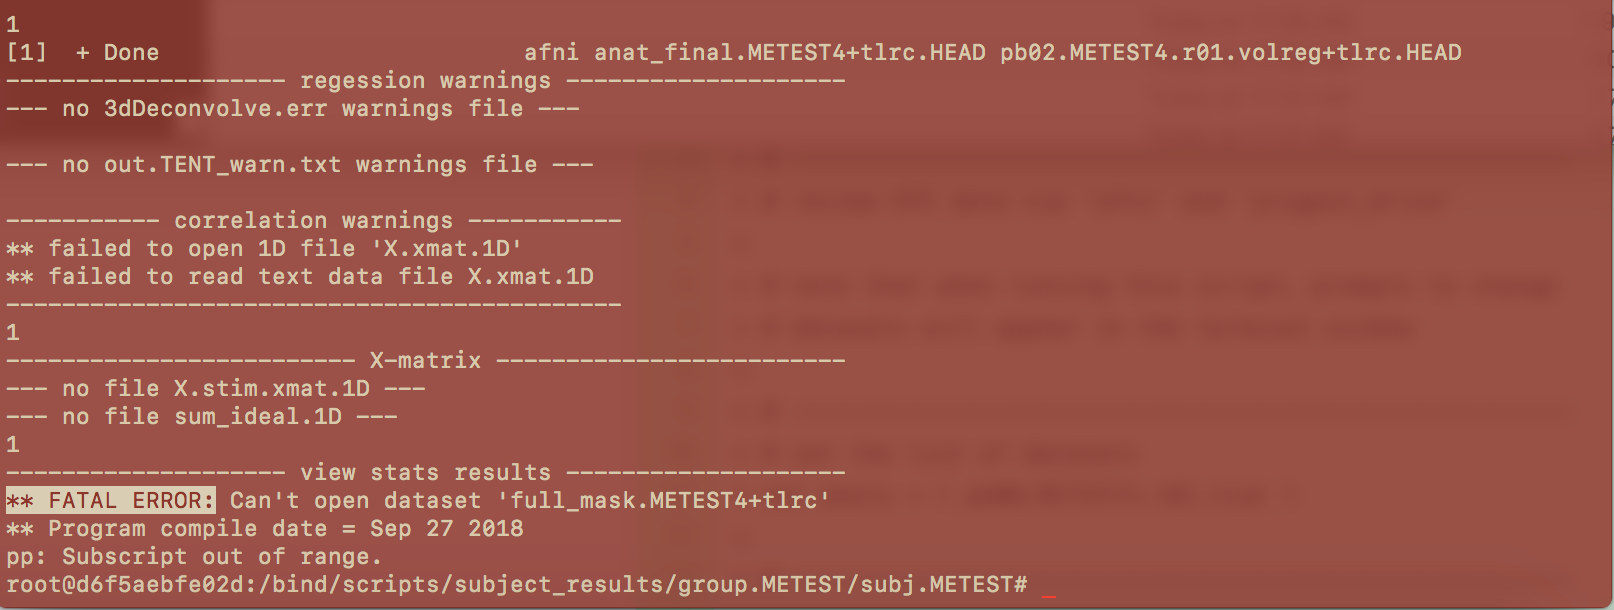 1
[1]  + Done                          afni anat_final.METEST4+tlrc.HEAD pb02.METEST4.r01.volreg+tlrc.HEAD
-------------------- regession warnings --------------------
--- no 3dDeconvolve.err warnings file ---
--- no out.TENT_warn.txt warnings file ---
----------- correlation warnings -----------
** failed to open 1D file 'X.xmat.1D'
** failed to read text data file X.xmat.1D
--------------------------------------------
1
------------------------- X-matrix -------------------------
--- no file X.stim.xmat.1D ---
--- no file sum_ideal.1D ---
1
-------------------- view stats results --------------------
** FATAL ERROR: Can't open dataset 'full_mask.METEST4+tlrc'
** Program compile date = Sep 27 2018
pp: Subscript out of range.
root@d6f5aebfe02d:/bind/scripts/subject_results/group.METEST/subj.METEST# _